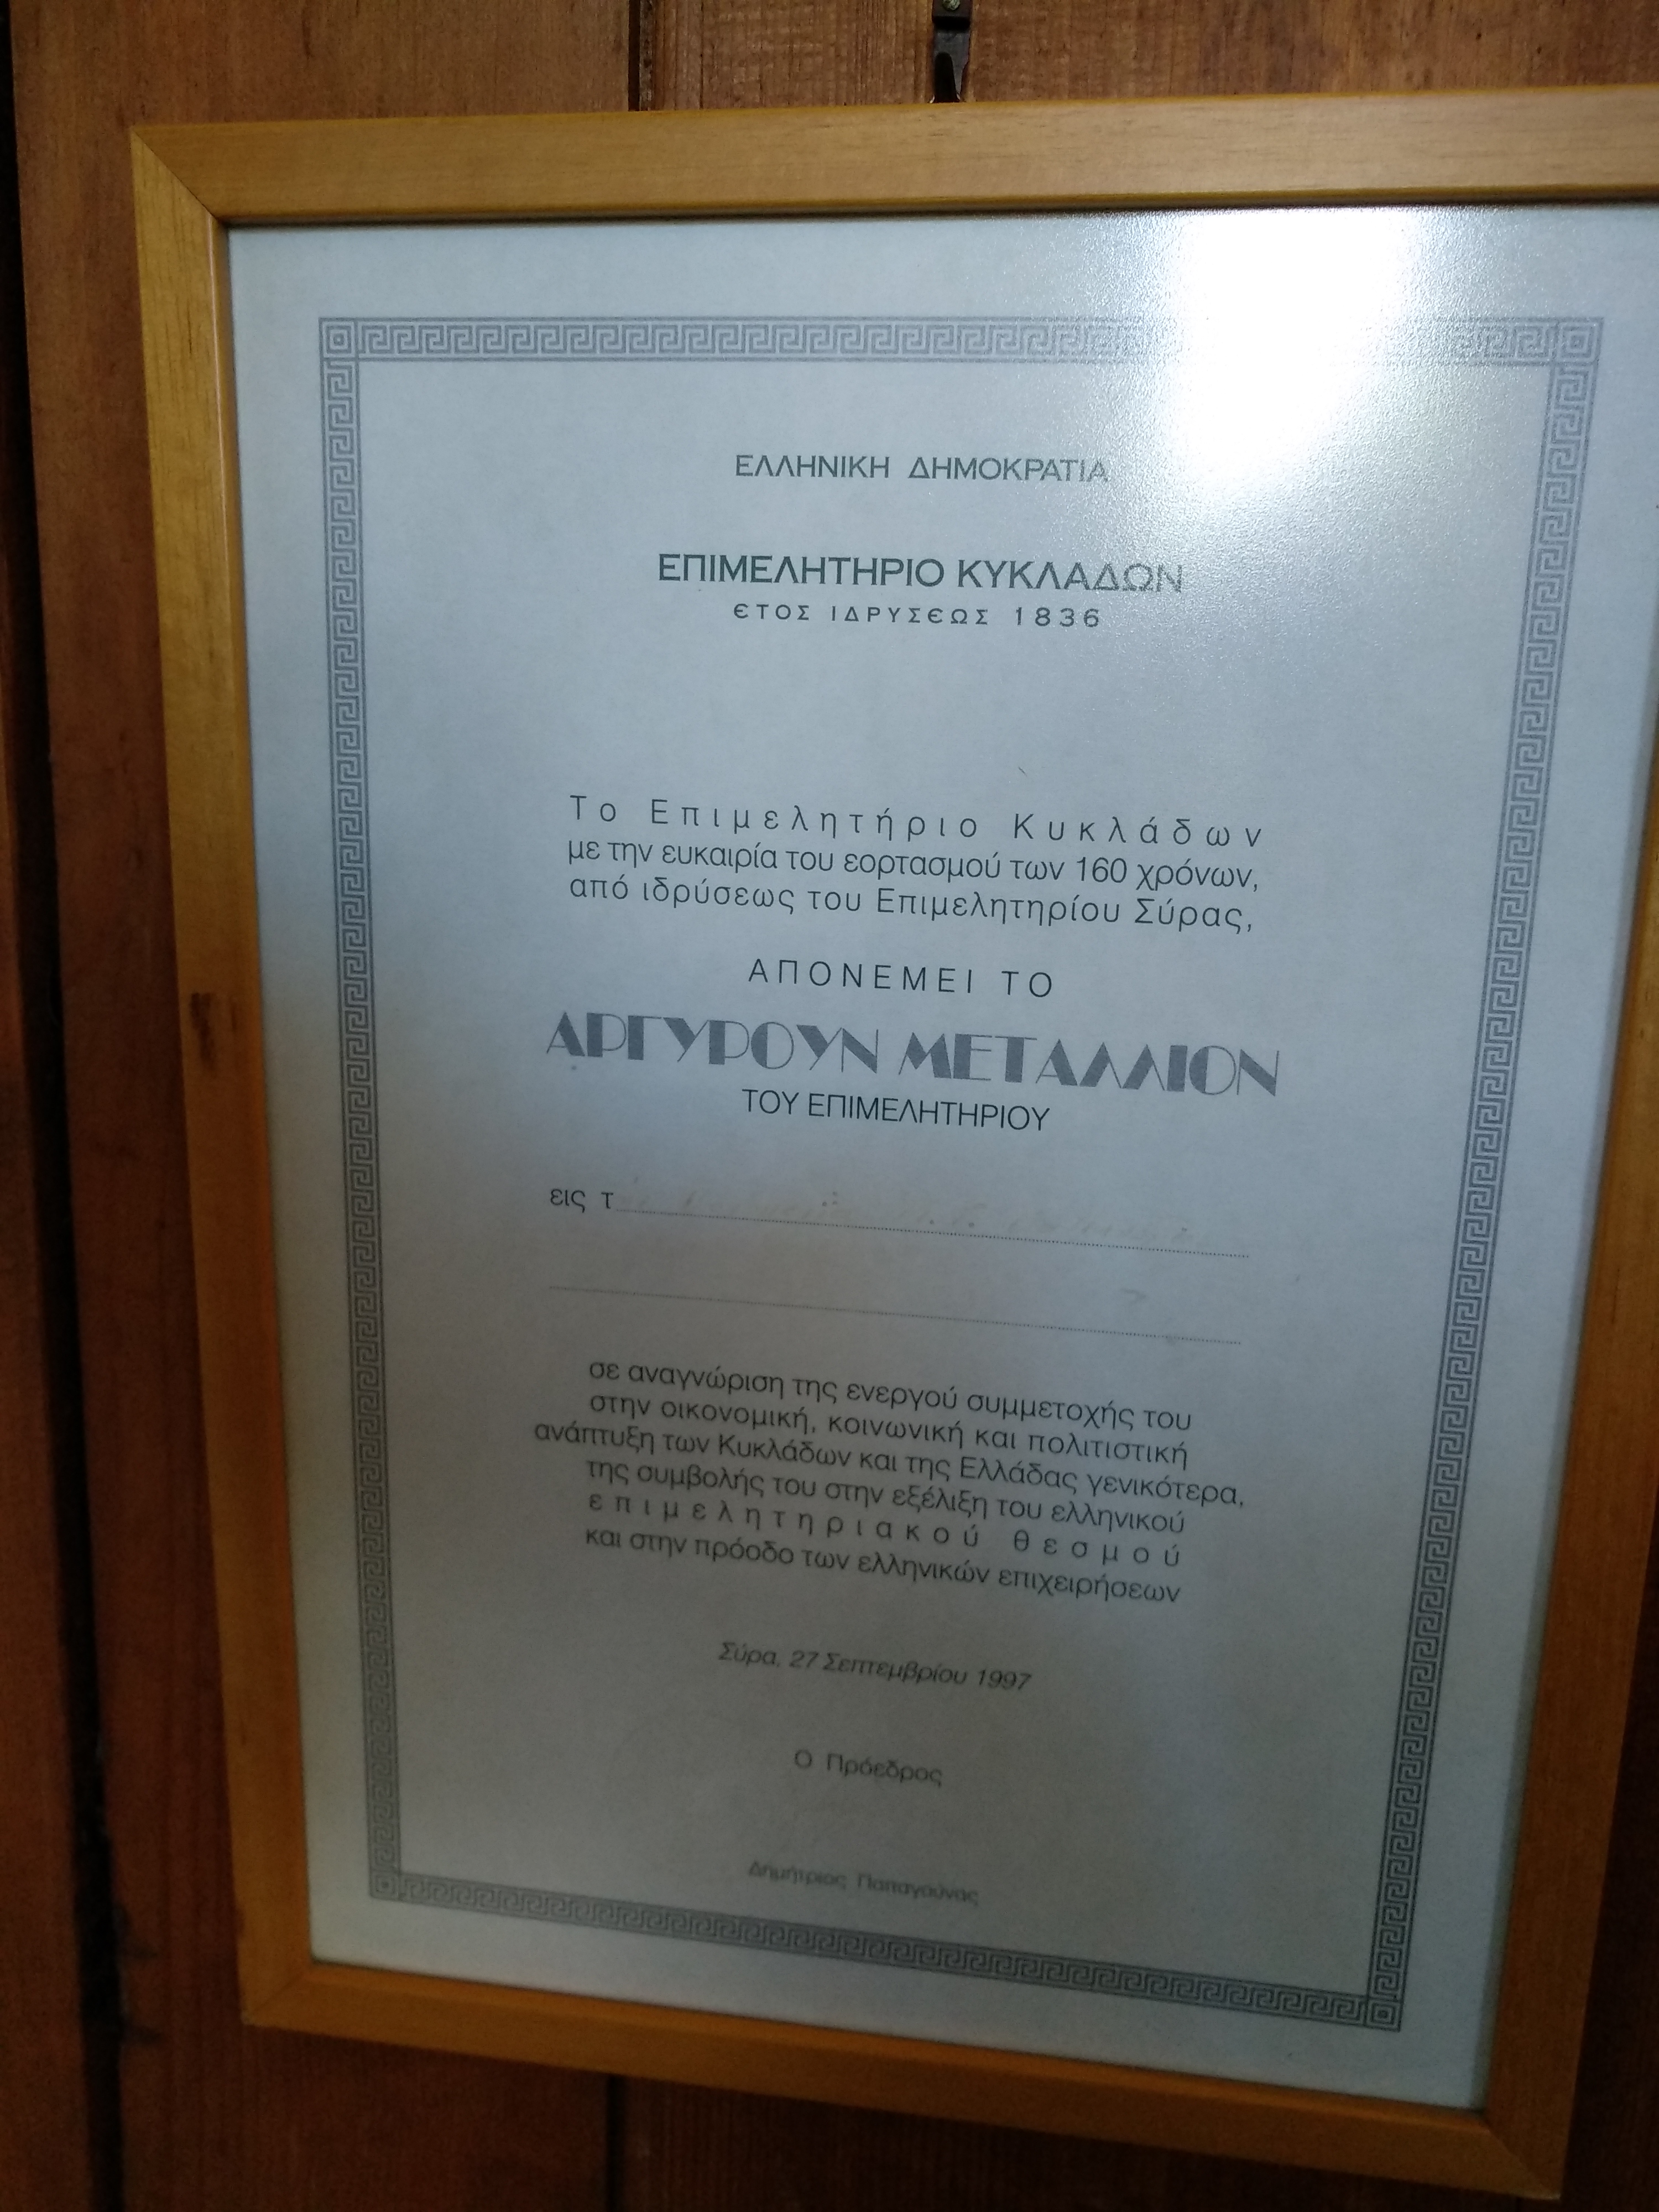 ΕΛΛΗΝΙΚΗ ΔΗΜΟΚΡΑΤΙΑ
ΕΠΙΜΕΛΗΤΗΡΙΟ ΚΥΚΛΑΔΩΝ
ΕΤΟΣ ΙΔΡΥΣΕΩΣ 1836
Το Επιμελητήριο Κυκλάδων
με την ευκαιρία του εορτασμού των 160 χρόνων,
από ιδρύσεως του Επιμελητηρίου Σύρας,
ΑΠΟΝΕΜΕΙ ΤΟ
ΑΡΓΥΡΟΥΝ ΜΕΤΑΛΛΙΟΝ
ΤΟΥ ΕΠΙΜΕΛΗΤΗΡΙΟΥ
εις τ
σε αναγνώριση της ενεργού συμμετοχής του
στην οικονομική, κοινωνική και πολιτιστική
ανάπτυξη των Κυκλάδων και της Ελλάδας γενικότερα,
της συμβολής του στην εξέλιξη του ελληνικού
επιμελητηριακού θεσμού
και στην πρόοδο των ελληνικών επιχειρήσεων
Σύρα, 27 Σεπτεμβρίου 1997
Ο Πρόεδρος
Δημήτριος